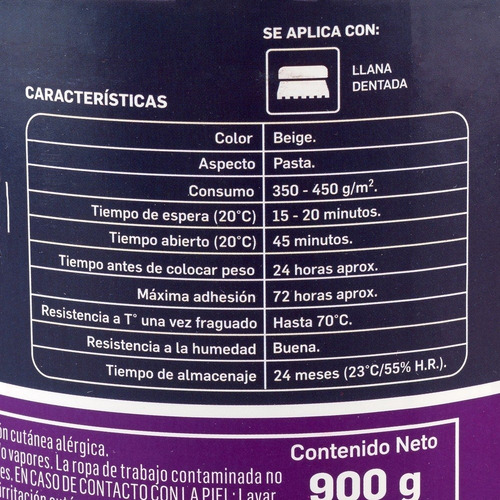 SE APLICA CON:
LLANA
DENTADA
CARACTERÍSTICAS
Color Beige.
Aspecto Pasta.
Consumo 350 - 450 g/m².
Tiempo de espera (20°C) 15 - 20 minutos.
Tiempo abierto (20°C) 45 minutos.
Tiempo antes de colocar peso 24 horas aprox.
Máxima adhesión 72 horas aprox.
Resistencia a T° una vez fraguado Hasta 70°C.
Resistencia a la humedad Buena.
Tiempo de almacenaje 24 meses (23°C/55% H.R.).
ón cutánea alérgica.
o vapores. La ropa de trabajo contaminada no
es. EN CASO DE CONTACTO CON LA PIEL: Lavar
irritación
Contenido Neto
900 g